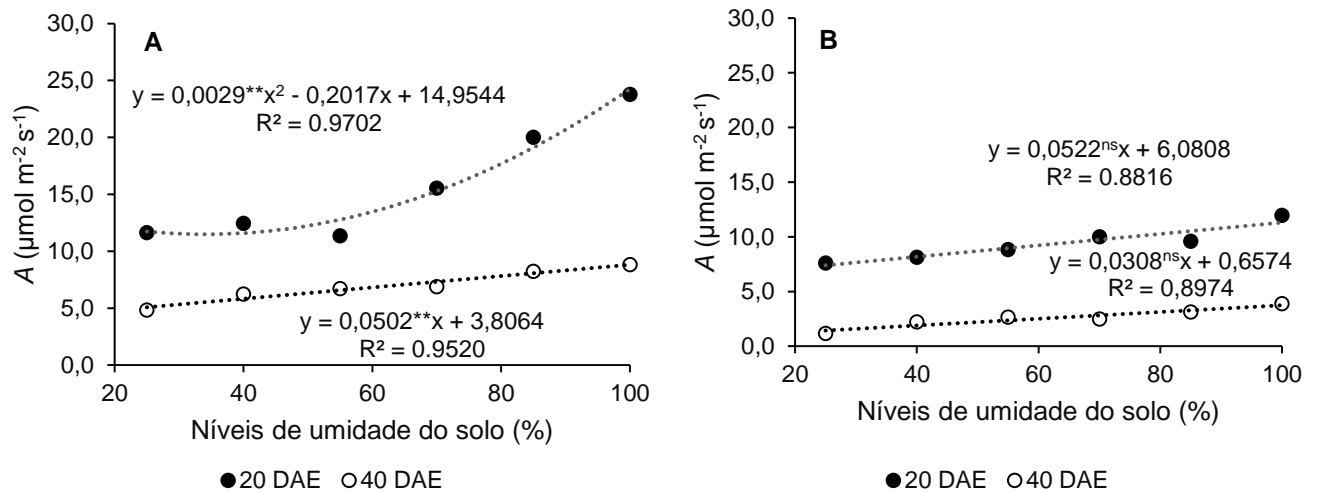 A
30,0
25,0
20,0
15,0
10,0
5,0
0,0
A (µmol m⁻² s⁻¹)
y = 0,0029**x² - 0,2017x + 14,9544
R² = 0.9702
y = 0,0502**x + 3,8064
R² = 0.9520
20 40 60 80 100
Níveis de umidade do solo (%)
20 DAE 40 DAE
B
30,0
25,0
20,0
15,0
10,0
5,0
0,0
A (µmol m⁻² s⁻¹)
y = 0,0522ⁿˢx + 6,0808
R² = 0.8816
y = 0,0308ⁿˢx + 0,6574
R² = 0,8974
20 40 60 80 100
Níveis de umidade do solo (%)
20 DAE 40 DAE